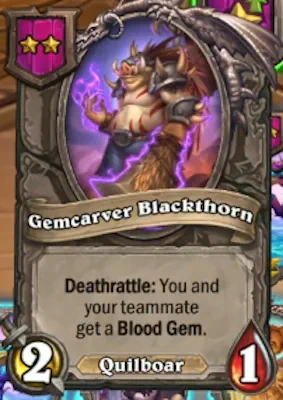 Gemcarver Blackthorn
Deathrattle: You and
your teammate
get a Blood Gem.
2
Quilboar
1